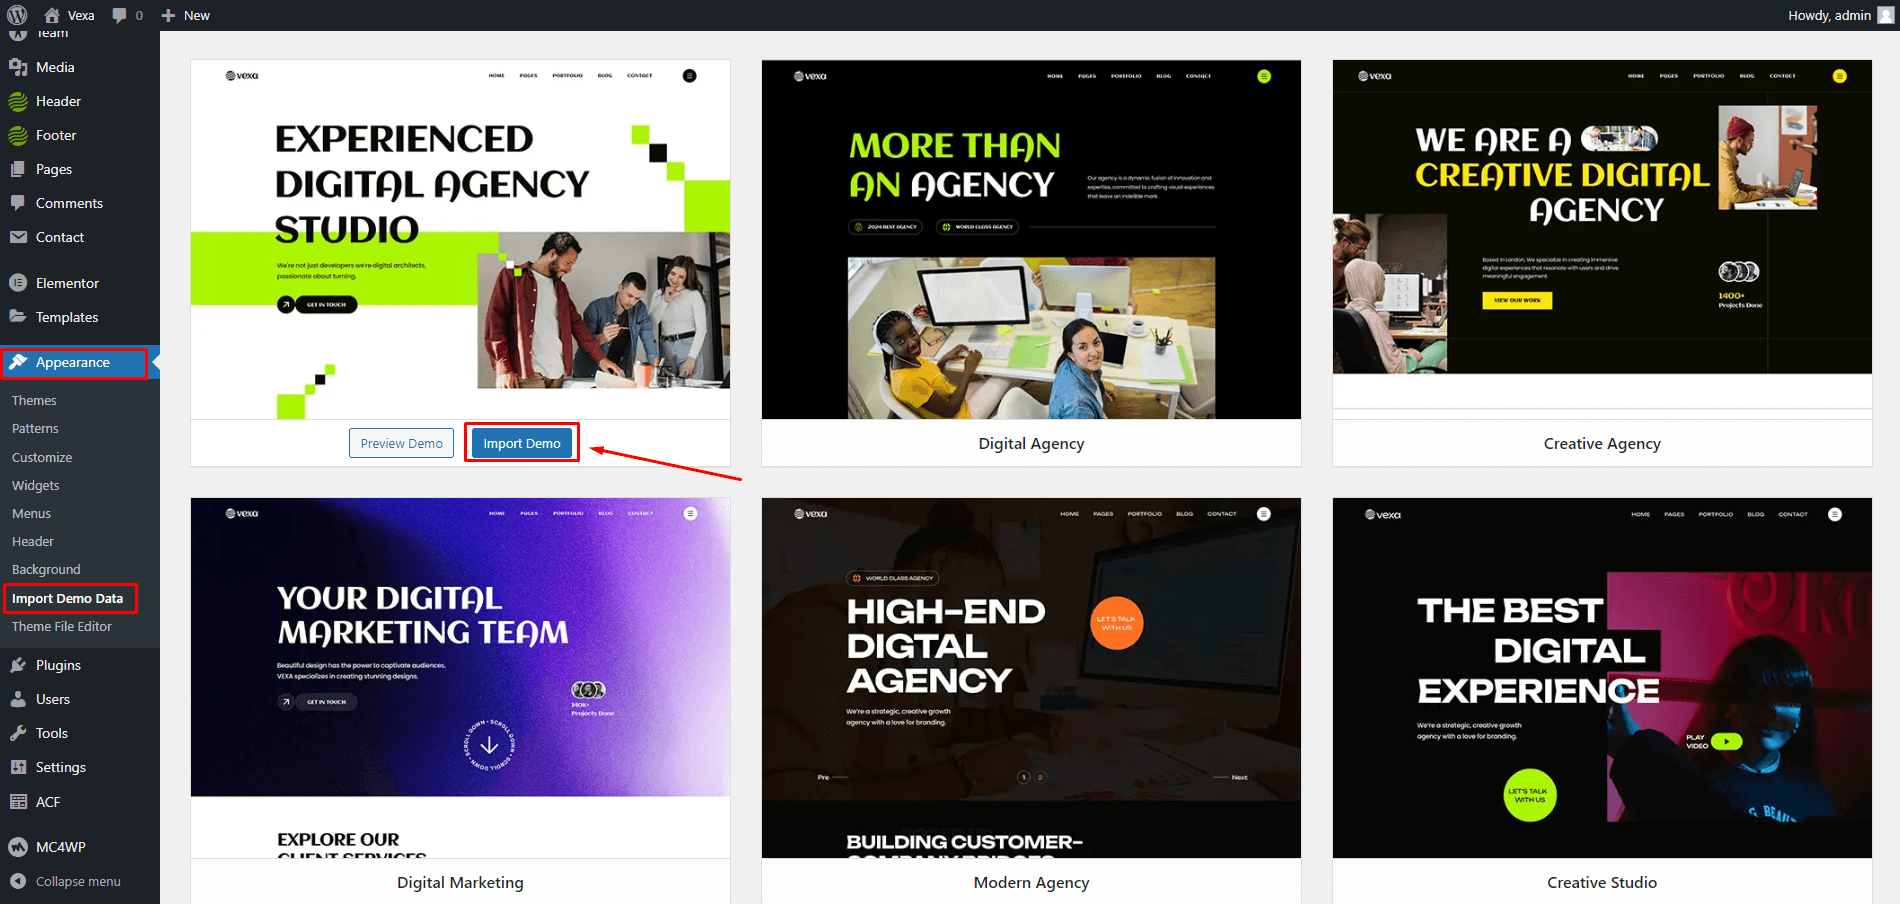 Vexa
0
New
Howdy, admin
Team
Media
Header
Footer
Pages
Comments
Contact
Elementor
Templates
Appearance
Themes
Patterns
Customize
Widgets
Menus
Header
Background
Import Demo Data
Theme File Editor
Plugins
Users
Tools
Settings
ACF
MC4WP
Collapse menu
vexa
HOME PAGES PORTFOLIO BLOG CONTACT
EXPERIENCED
DIGITAL AGENCY
STUDIO
We're not just developers we're digital architects,
passionate about turning.
GET IN TOUCH
Preview Demo
Import Demo
vexa
HOME PAGES PORTFOLIO BLOG CONTACT
MORE THAN
AN AGENCY
Our agency is a dynamic fusion of innovation and
expertise, committed to crafting visual experiences
that leave an indelible mark.
2024 BEST AGENCY
WORLD CLASS AGENCY
Digital Agency
vexa
HOME PAGES PORTFOLIO BLOG CONTACT
WE ARE A
CREATIVE DIGITAL
AGENCY
Based in London, We specialize in creating immersive
digital experiences that resonate with users and drive
meaningful engagement.
VIEW OUR WORK
1400+
Projects Done
Creative Agency
vexa
HOME PAGES PORTFOLIO BLOG CONTACT
YOUR DIGITAL
MARKETING TEAM
Beautiful design has the power to captivate audiences.
VEXA specializes in creating stunning designs.
GET IN TOUCH
140K+
Projects Done
SCROLL DOWN • SCROLL DOWN • SCROLL DOWN •
EXPLORE OUR
CLIENT SERVICES
Digital Marketing
vexa
HOME PAGES PORTFOLIO BLOG CONTACT
WORLD CLASS AGENCY
HIGH-END
DIGTAL
AGENCY
LET'S TALK
WITH US
We're a strategic, creative growth
agency with a love for branding.
Pre
1
2
Next
BUILDING CUSTOMER-
COMPANY BRIDGES
Modern Agency
vexa
HOME PAGES PORTFOLIO BLOG CONTACT
THE BEST
DIGITAL
EXPERIENCE
We're a strategic, creative growth
agency with a love for branding.
PLAY
VIDEO
LET'S TALK
WITH US
Creative Studio